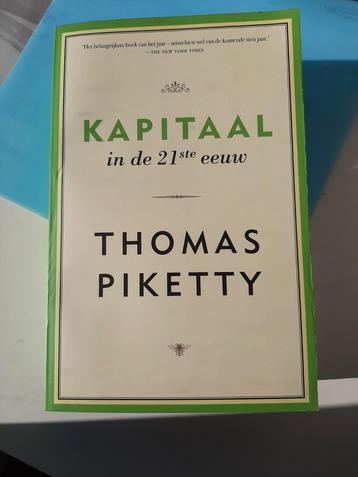 'Het belangrijkste boek van het jaar – misschien wel van de komende tien jaar.'
– THE NEW YORK TIMES
KAPITAAL
in de 21ste eeuw
THOMAS
PIKETTY